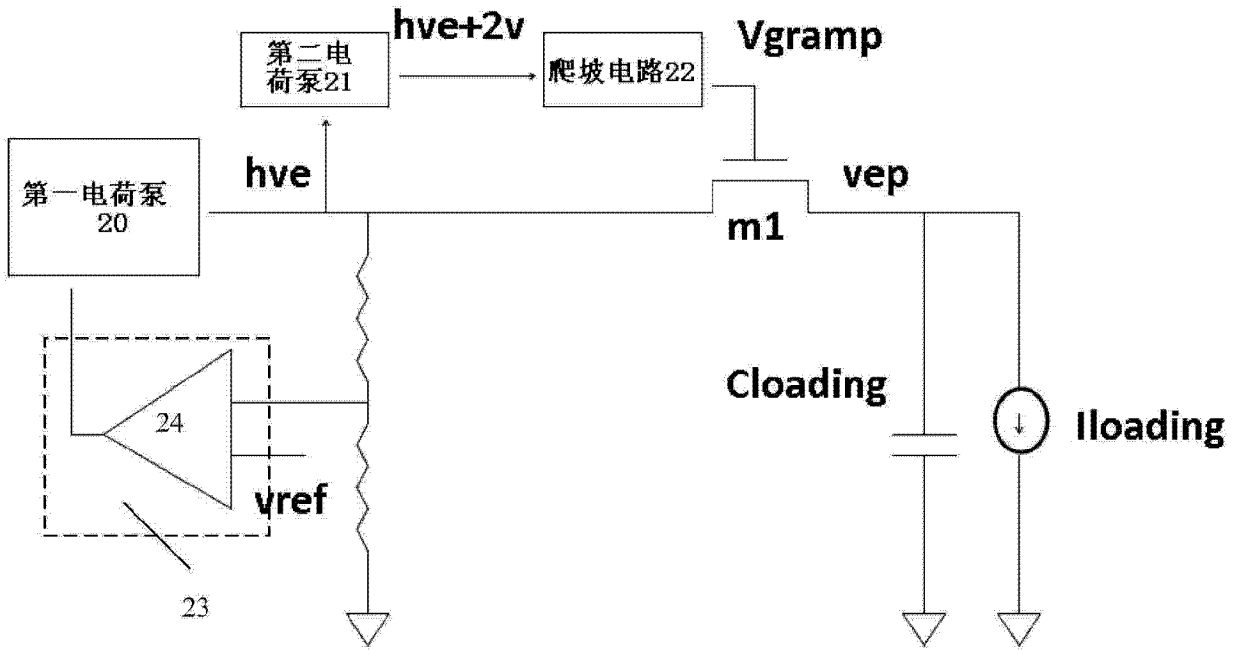 hve+2v
Vgramp
第二电
荷泵21
爬坡电路22
第一电荷泵
20
hve
vep
m1
24
Cloading
Iloading
vref
23